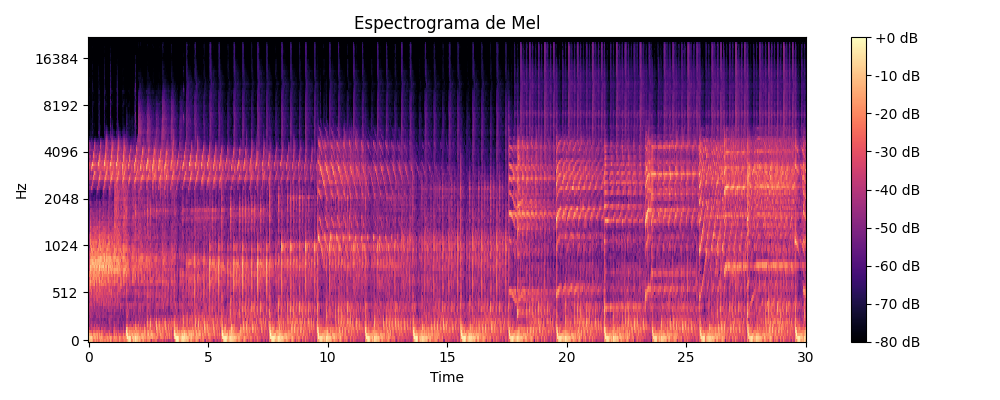 Espectrograma de Mel
Hz
16384
8192
4096
2048
1024
512
0
0 5 10 15 20 25 30
Time
+0 dB
-10 dB
-20 dB
-30 dB
-40 dB
-50 dB
-60 dB
-70 dB
-80 dB